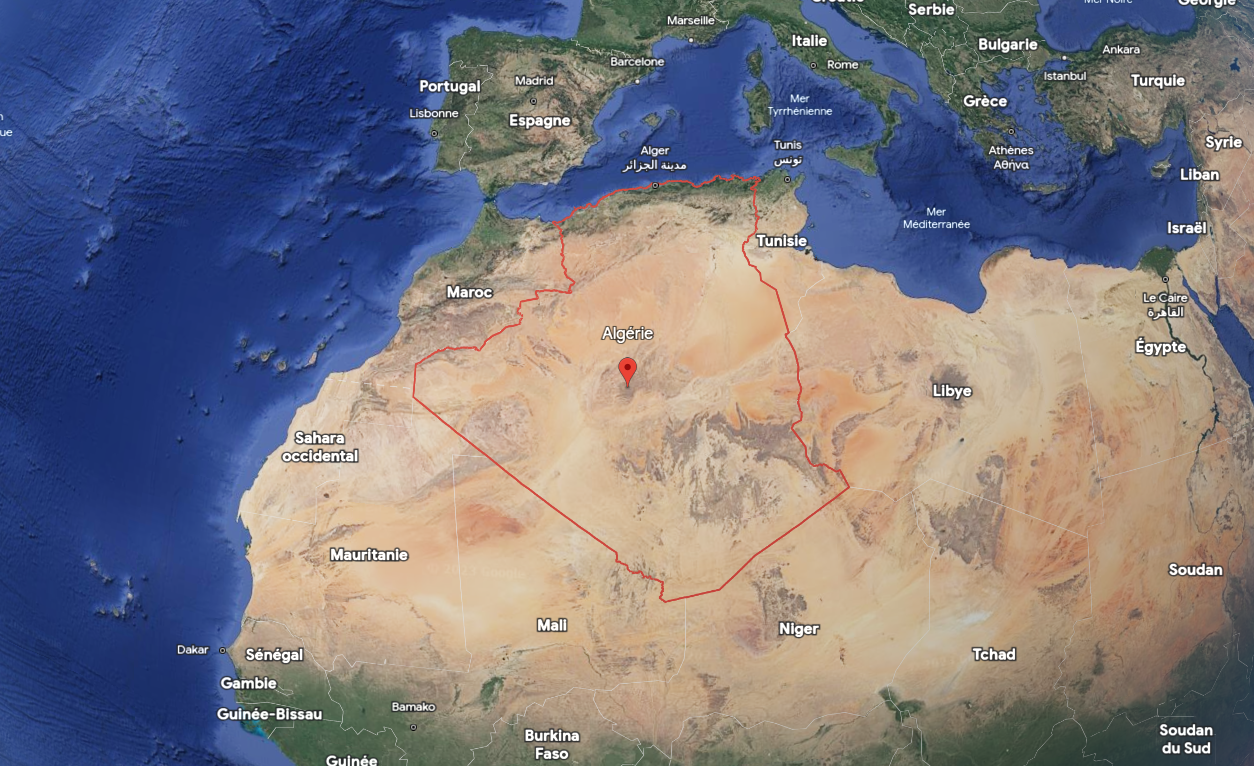 Croatie
Serbie
Mer Noire
Géorgie
Marseille
Italie
Bulgarie
Ankara
Barcelone
Rome
Istanbul
Portugal
Madrid
Turquie
Lisbonne
Espagne
Mer
Tyrrhénienne
Grèce
Athènes
Αθήνα
Syrie
Alger
مدينة الجزائر
Tunis
تونس
Liban
Mer
Méditerranée
Israël
Tunisie
Maroc
Le Caire
القاهرة
Algérie
Égypte
Libye
Sahara
occidental
Mauritanie
Soudan
Mali
Niger
Dakar
Sénégal
Tchad
Gambie
Guinée-Bissau
Bamako
Burkina
Faso
Soudan
du Sud
Guinée